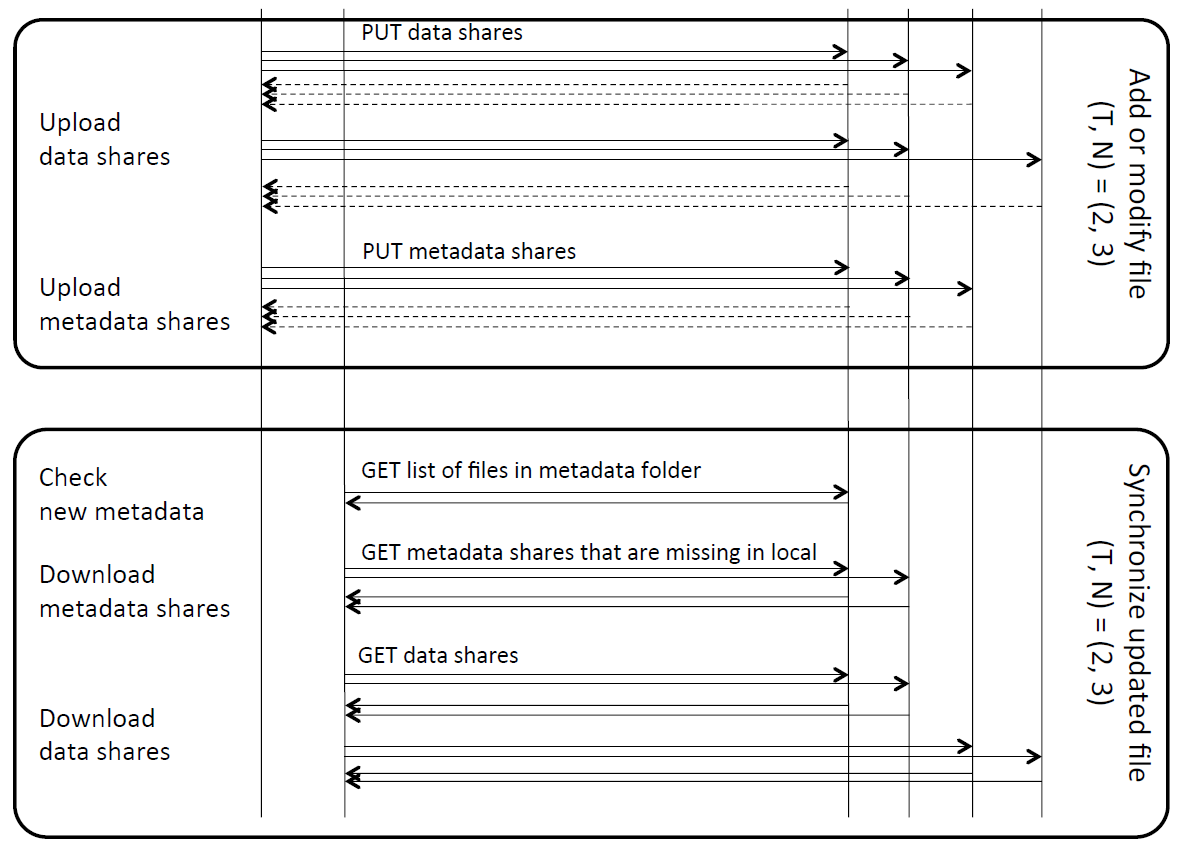 PUT data shares
Upload
data shares
PUT metadata shares
Upload
metadata shares
Add or modify file
(T, N) = (2, 3)
Check
new metadata
GET list of files in metadata folder
GET metadata shares that are missing in local
Download
metadata shares
GET data shares
Download
data shares
Synchronize updated file
(T, N) = (2, 3)